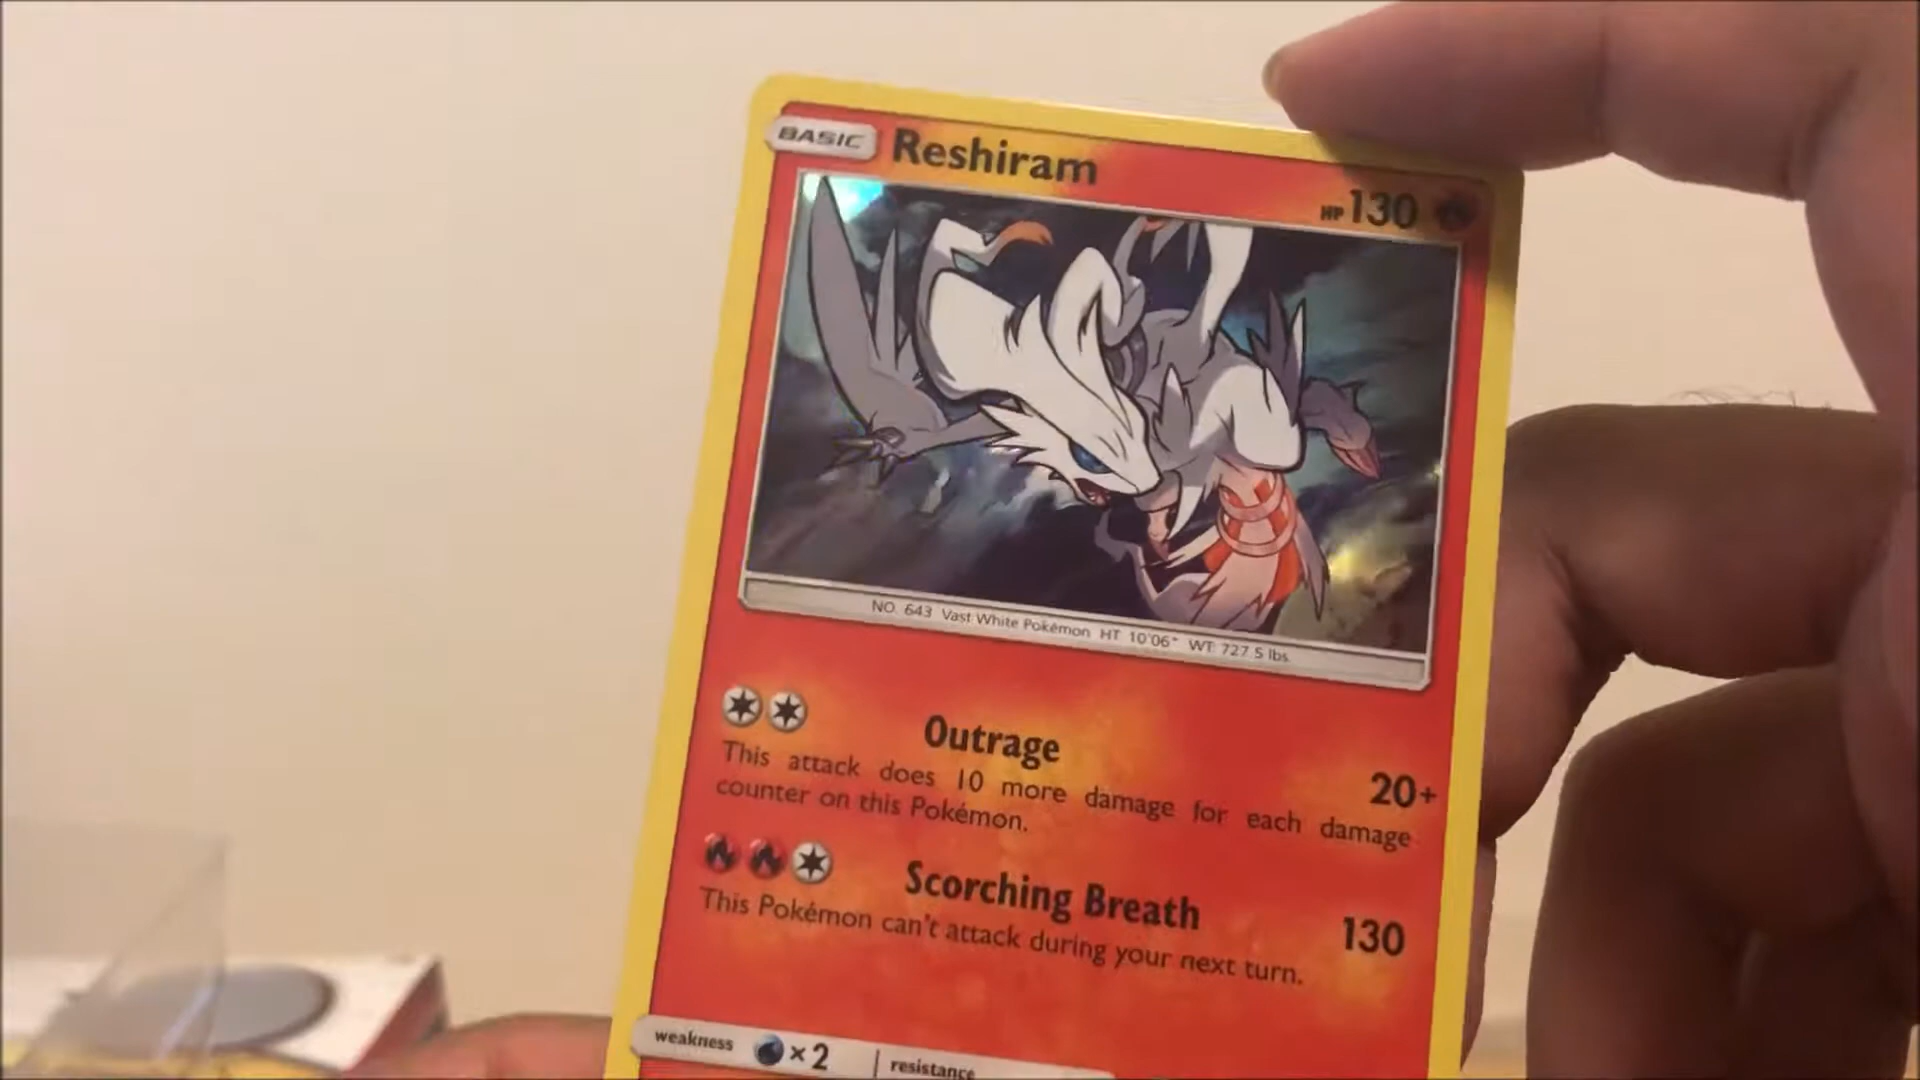 BASIC Reshiram
HP 130
NO. 643 Vast White Pokémon HT: 10'06" WT: 727.5 lbs.
Outrage
20+
This attack does 10 more damage for each damage
counter on this Pokémon.
Scorching Breath
130
This Pokémon can't attack during your next turn.
weakness ×2 resistance